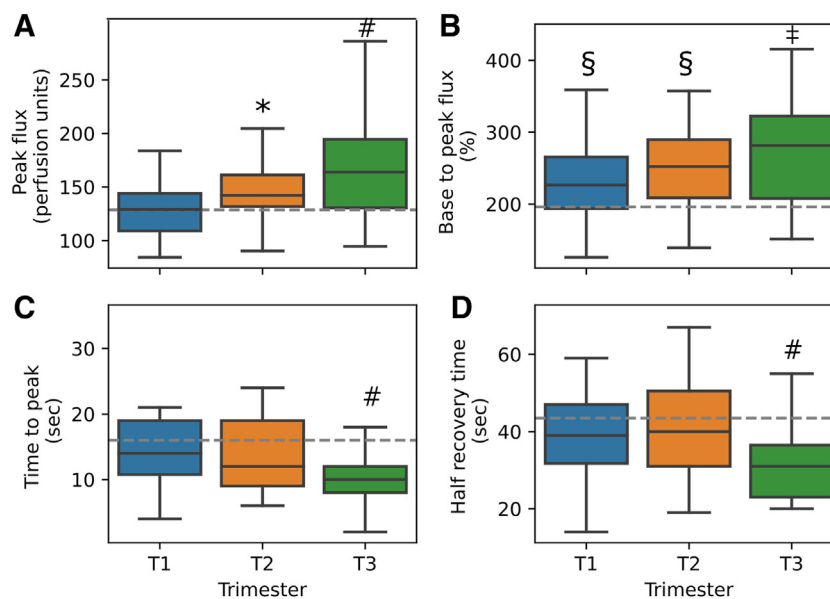 A
Peak flux
(perfusion units)
250
200
150
100
*
#
B
Base to peak flux
(%)
400
300
200
§
§
‡
C
Time to peak
(sec)
30
20
10
#
T1
T2
T3
Trimester
D
Half recovery time
(sec)
60
40
20
#
T1
T2
T3
Trimester